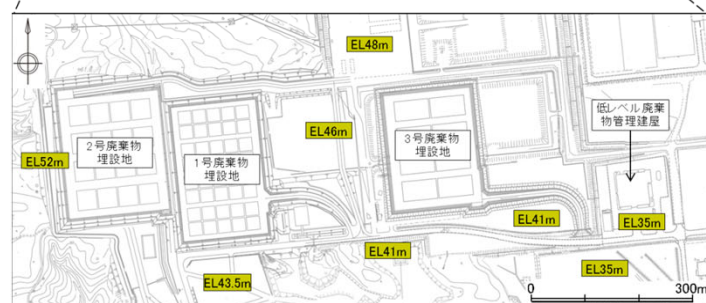 EL48m
低レベル廃棄
物管理建屋
EL46m
2号廃棄物
埋設地
3号廃棄物
埋設地
1号廃棄物
埋設地
EL52m
EL41m
EL35m
EL41m
EL43.5m
EL35m
0
300m